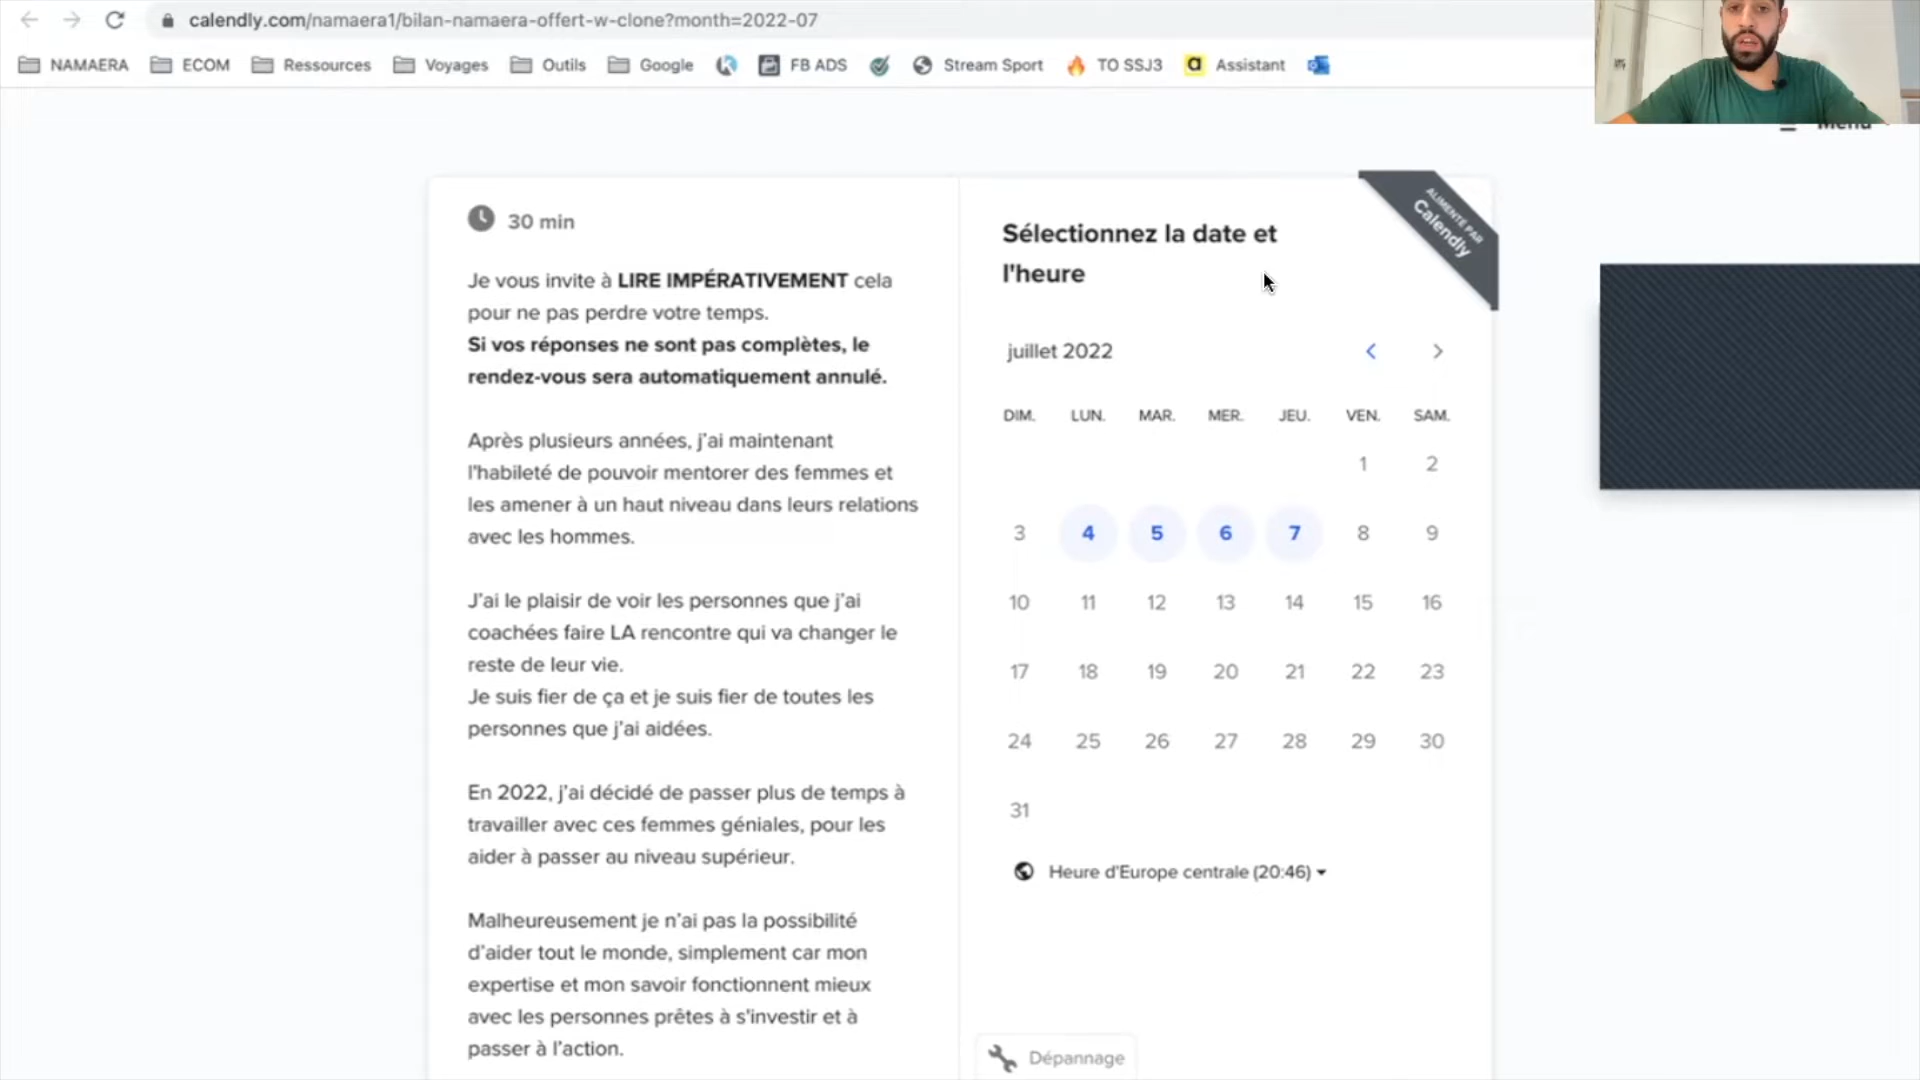 calendly.com/namaera1/bilan-namaera-offert-w-clone?month=2022-07
NAMAERA ECOM Ressources Voyages Outils Google FB ADS Stream Sport TO SSJ3 a Assistant
Menu
30 min
Je vous invite à LIRE IMPÉRATIVEMENT cela
pour ne pas perdre votre temps.
Si vos réponses ne sont pas complètes, le
rendez-vous sera automatiquement annulé.
Après plusieurs années, j'ai maintenant
l'habileté de pouvoir mentorer des femmes et
les amener à un haut niveau dans leurs relations
avec les hommes.
J'ai le plaisir de voir les personnes que j'ai
coachées faire LA rencontre qui va changer le
reste de leur vie.
Je suis fier de ça et je suis fier de toutes les
personnes que j'ai aidées.
En 2022, j'ai décidé de passer plus de temps à
travailler avec ces femmes géniales, pour les
aider à passer au niveau supérieur.
Malheureusement je n'ai pas la possibilité
d'aider tout le monde, simplement car mon
expertise et mon savoir fonctionnent mieux
avec les personnes prêtes à s'investir et à
passer à l'action.
Sélectionnez la date et
l'heure
ALIMENTÉ PAR
Calendly
juillet 2022
DIM. LUN. MAR. MER. JEU. VEN. SAM.
1 2
3 4 5 6 7 8 9
10 11 12 13 14 15 16
17 18 19 20 21 22 23
24 25 26 27 28 29 30
31
Heure d'Europe centrale (20:46)
Dépannage